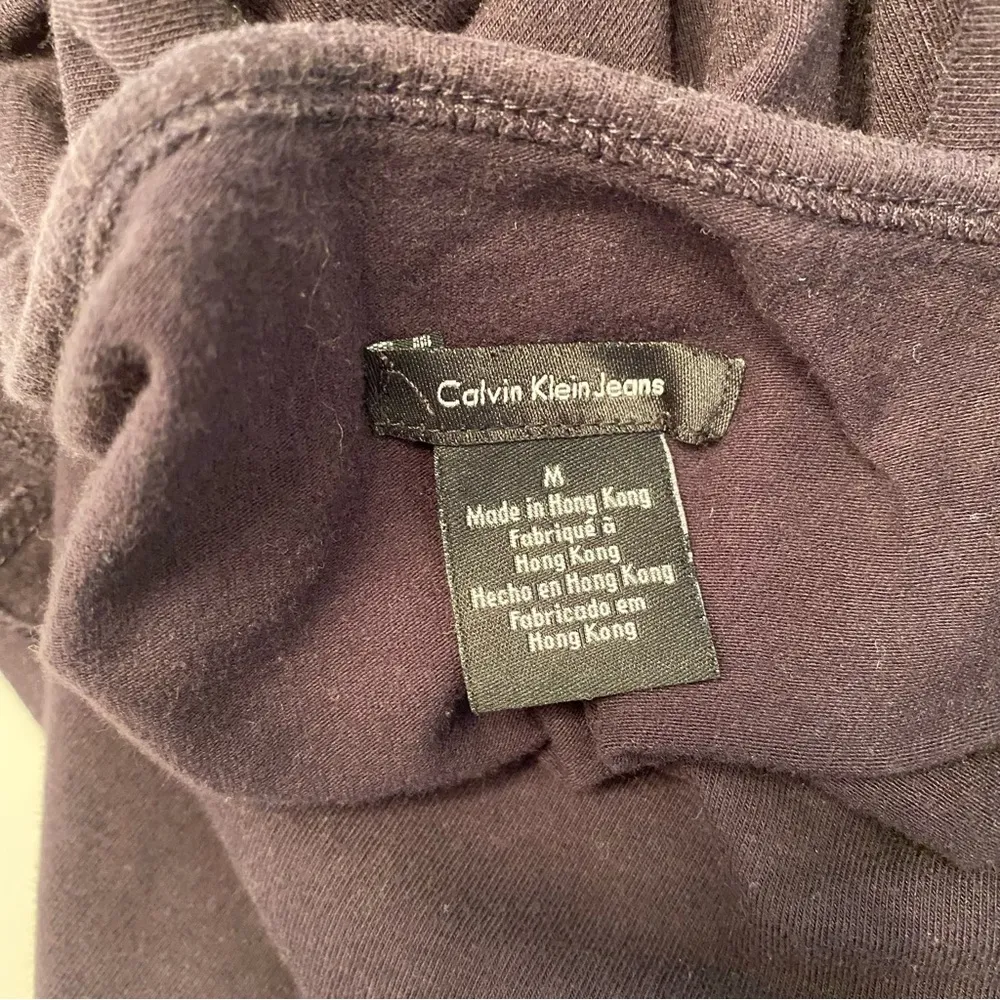 Calvin Klein Jeans
M
Made in Hong Kong
Fabriqué à
Hong Kong
Hecho en Hong Kong
Fabricado em
Hong Kong